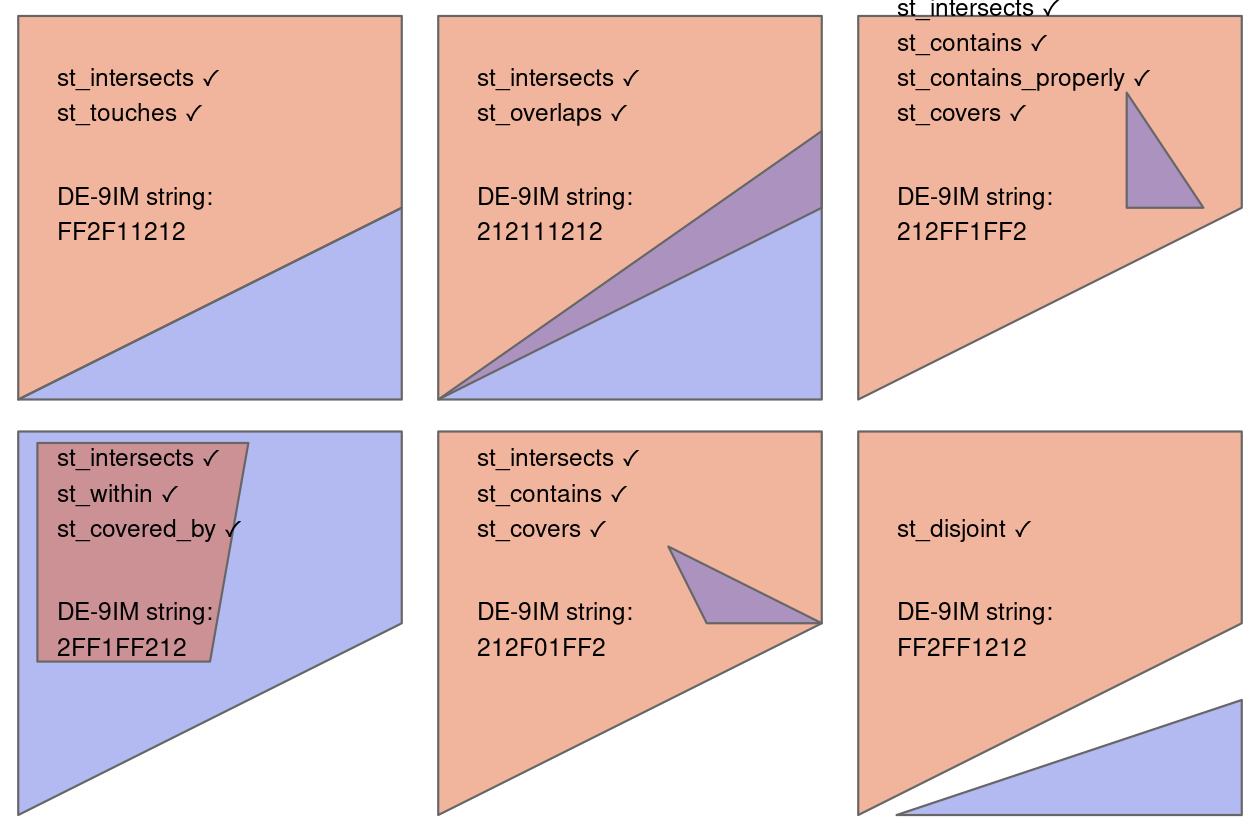 st_intersects ✓
st_touches ✓
DE-9IM string:
FF2F11212
st_intersects ✓
st_overlaps ✓
DE-9IM string:
212111212
st_intersects ✓
st_contains ✓
st_contains_properly ✓
st_covers ✓
DE-9IM string:
212FF1FF2
st_intersects ✓
st_within ✓
st_covered_by ✓
DE-9IM string:
2FF1FF212
st_intersects ✓
st_contains ✓
st_covers ✓
DE-9IM string:
212F01FF2
st_disjoint ✓
DE-9IM string:
FF2FF1212